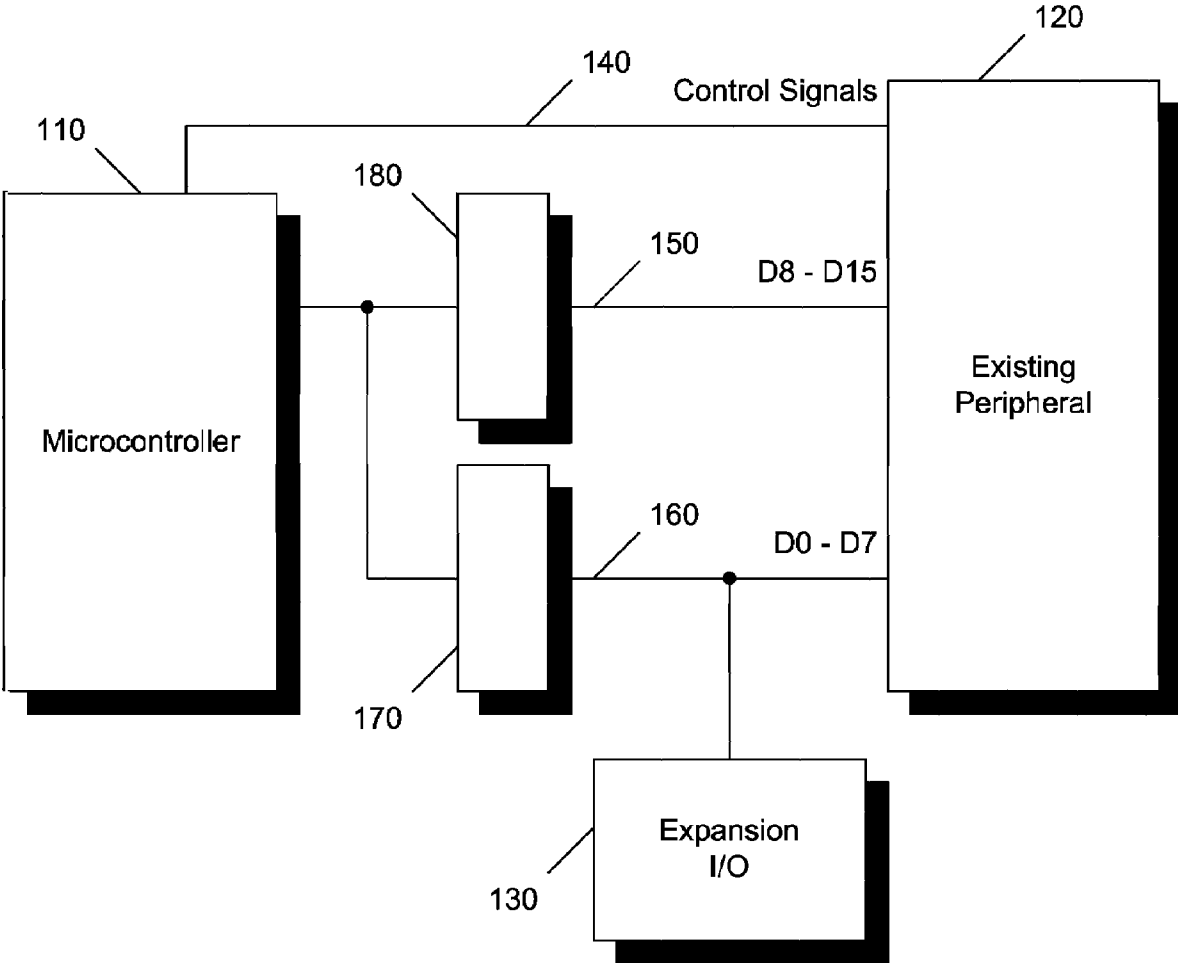 120
140
Control Signals
110
180
150
D8 - D15
Existing
Peripheral
Microcontroller
160
D0 - D7
170
Expansion
I/O
130